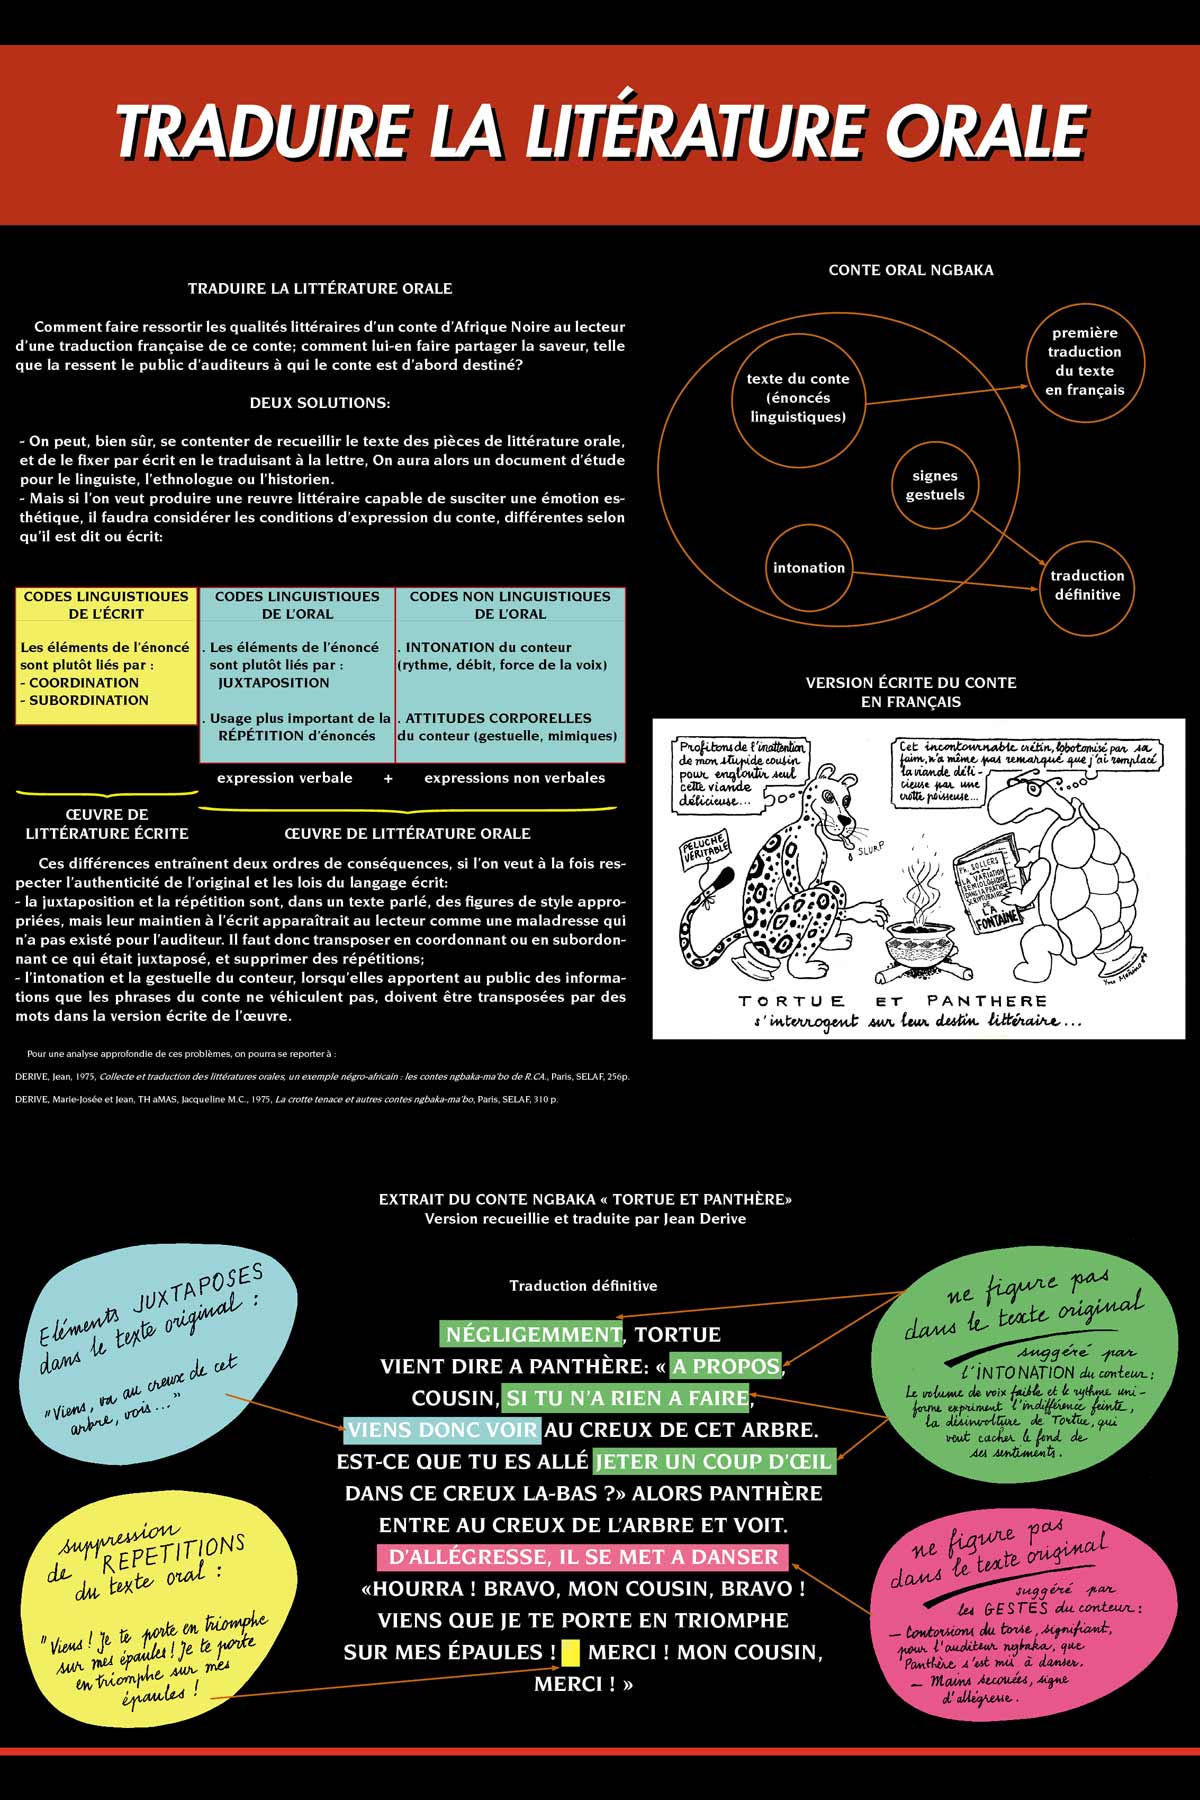 TRADUIRE LA LITÉRATURE ORALE
TRADUIRE LA LITTÉRATURE ORALE
Comment faire ressortir les qualités littéraires d'un conte d'Afrique Noire au lecteur
d'une traduction française de ce conte; comment lui-en faire partager la saveur, telle
que la ressent le public d'auditeurs à qui le conte est d'abord destiné?
DEUX SOLUTIONS:
- On peut, bien sûr, se contenter de recueillir le texte des pièces de littérature orale,
et de le fixer par écrit en le traduisant à la lettre, On aura alors un document d'étude
pour le linguiste, l'ethnologue ou l'historien.
- Mais si l'on veut produire une reuvre littéraire capable de susciter une émotion es-
thétique, il faudra considérer les conditions d'expression du conte, différentes selon
qu'il est dit ou écrit:
CODES LINGUISTIQUES
DE L'ÉCRIT
Les éléments de l'énoncé
sont plutôt liés par :
- COORDINATION
- SUBORDINATION
CODES LINGUISTIQUES
DE L'ORAL
. Les éléments de l'énoncé
sont plutôt liés par :
JUXTAPOSITION
. Usage plus important de la
RÉPÉTITION d'énoncés
CODES NON LINGUISTIQUES
DE L'ORAL
. INTONATION du conteur
(rythme, débit, force de la voix)
. ATTITUDES CORPORELLES
du conteur (gestuelle, mimiques)
expression verbale + expressions non verbales
ŒUVRE DE
LITTÉRATURE ÉCRITE
ŒUVRE DE LITTÉRATURE ORALE
Ces différences entraînent deux ordres de conséquences, si l'on veut à la fois res-
pecter l'authenticité de l'original et les lois du langage écrit:
- la juxtaposition et la répétition sont, dans un texte parlé, des figures de style appro-
priées, mais leur maintien à l'écrit apparaîtrait au lecteur comme une maladresse qui
n'a pas existé pour l'auditeur. Il faut donc transposer en coordonnant ou en subordon-
nant ce qui était juxtaposé, et supprimer des répétitions;
- l'intonation et la gestuelle du conteur, lorsqu'elles apportent au public des informa-
tions que les phrases du conte ne véhiculent pas, doivent être transposées par des
mots dans la version écrite de l'œuvre.
Pour une analyse approfondie de ces problèmes, on pourra se reporter à :
DERIVE, Jean, 1975, Collecte et traduction des littératures orales, un exemple négro-africain : les contes ngbaka-ma'bo de R.CA., Paris, SELAF, 256p.
DERIVE, Marie-Josée et Jean, TH aMAS, Jacqueline M.C., 1975, La crotte tenace et autres contes ngbaka-ma'bo, Paris, SELAF, 310 p.
CONTE ORAL NGBAKA
texte du conte
(énoncés
linguistiques)
première
traduction
du texte
en français
signes
gestuels
intonation
traduction
définitive
VERSION ÉCRITE DU CONTE
EN FRANÇAIS
Profitons de l'inattention
de mon stupide cousin
pour engloutir seul
cette viande
délicieuse...
Cet incontournable crétin, lobotomisé par sa
faim, n'a même pas remarqué que j'ai remplacé
la viande déli-
cieuse par une
crotte poisseuse...
PELUCHE
VÉRITABLE
SLURP
PH. SOLLERS
LA VARIATION
SÉMIOLOGIQUE
DANS LA PRATIQUE
SCRIPTURAIRE DE
LA
FONTAINE
TORTUE ET PANTHERE
s'interrogent sur leur destin littéraire...
EXTRAIT DU CONTE NGBAKA « TORTUE ET PANTHÈRE»
Version recueillie et traduite par Jean Derive
Traduction définitive
NÉGLIGEMMENT, TORTUE
VIENT DIRE A PANTHÈRE: « A PROPOS,
COUSIN, SI TU N'A RIEN A FAIRE,
VIENS DONC VOIR AU CREUX DE CET ARBRE.
EST-CE QUE TU ES ALLÉ JETER UN COUP D'ŒIL
DANS CE CREUX LA-BAS ?» ALORS PANTHÈRE
ENTRE AU CREUX DE L'ARBRE ET VOIT.
D'ALLÉGRESSE, IL SE MET A DANSER
«HOURRA ! BRAVO, MON COUSIN, BRAVO !
VIENS QUE JE TE PORTE EN TRIOMPHE
SUR MES ÉPAULES ! MERCI ! MON COUSIN,
MERCI ! »
Eléments JUXTAPOSES
dans le texte original :
"Viens, va au creux de cet
arbre, vois..."
suppression
de REPETITIONS
du texte oral :
"Viens ! Je te porte en triomphe
sur mes épaules ! Je te porte
en triomphe sur mes
épaules !
ne figure pas
dans le texte original
suggéré par
l'INTONATION du conteur :
Le volume de voix faible et le rythme uni-
forme expriment l'indifférence feinte,
la désinvolture de Tortue, qui
veut cacher le fond de
ses sentiments.
ne figure pas
dans le texte original
suggéré par
les GESTES du conteur :
- Contorsions du torse, signifiant,
pour l'auditeur ngbaka, que
Panthère s'est mis à danser.
- Mains secouées, signe
d'allégresse.